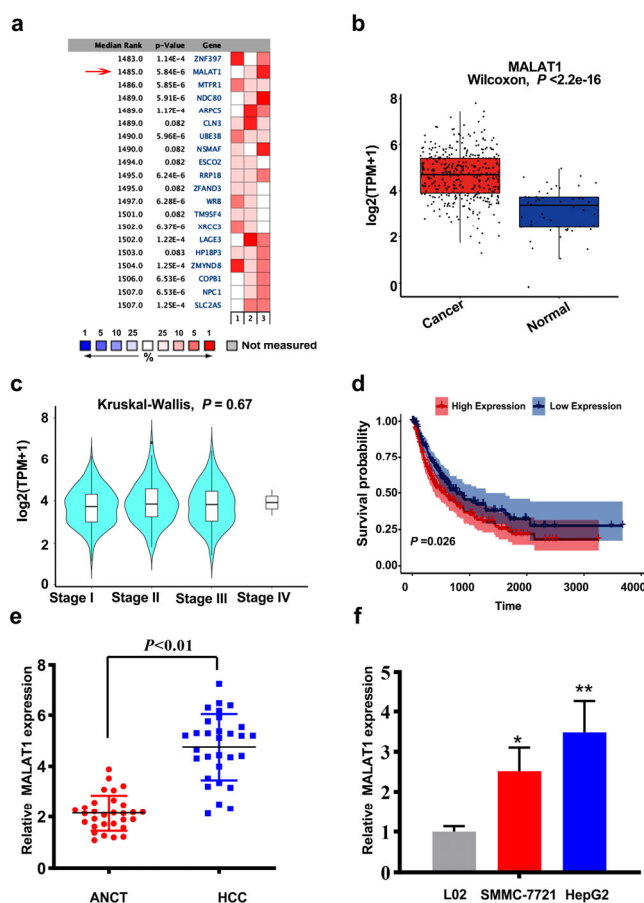 a
Median Rank p-Value Gene
1483.0 1.14E-4 ZNF397
1485.0 5.84E-6 MALAT1
1486.0 5.85E-6 MTFR1
1489.0 5.91E-6 NDC80
1489.0 1.17E-4 ARPC5
1489.0 0.082 CLN3
1490.0 5.96E-6 UBE3B
1490.0 0.082 NSMAF
1494.0 0.082 ESCO2
1495.0 6.24E-6 RRP1B
1495.0 0.082 ZFAND3
1497.0 6.28E-6 WRB
1501.0 0.082 TM9SF4
1502.0 6.37E-6 XRCC3
1502.0 1.22E-4 LAGE3
1503.0 0.083 HP1BP3
1504.0 1.25E-4 ZMYND8
1506.0 6.53E-6 COPB1
1507.0 6.53E-6 NPC1
1507.0 1.25E-4 SLC2A5
1 2 3
1 5 10 25 25 10 5 1 Not measured
%
b
MALAT1
Wilcoxon, P <2.2e-16
log2(TPM+1)
8
6
4
2
0
Cancer Normal
c
Kruskal-Wallis, P = 0.67
log2(TPM+1)
8
6
4
2
0
Stage I Stage II Stage III Stage IV
d
High Expression Low Expression
Survival probability
1.00
0.75
0.50
0.25
0.00
P =0.026
0 1000 2000 3000 4000
Time
e
P<0.01
Relative MALAT1 expression
8
6
4
2
0
ANCT HCC
f
Relative MALAT1 expression
5
4
3
2
1
0
*
**
L02 SMMC-7721 HepG2